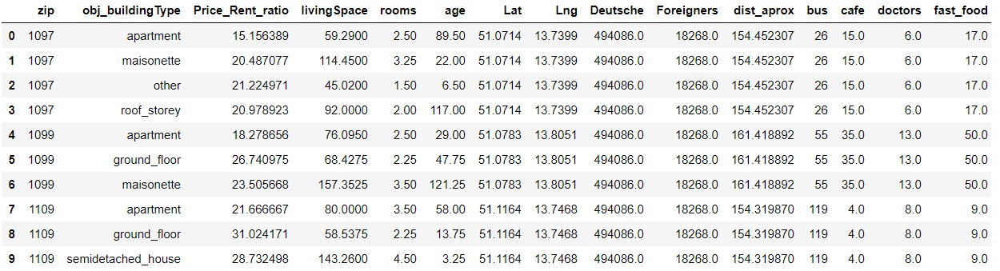 zip obj_buildingType Price_Rent_ratio livingSpace rooms age Lat Lng Deutsche Foreigners dist_aprox bus cafe doctors fast_food
0 1097 apartment 15.156389 59.2900 2.50 89.50 51.0714 13.7399 494086.0 18268.0 154.452307 26 15.0 6.0 17.0
1 1097 maisonette 20.487077 114.4500 3.25 22.00 51.0714 13.7399 494086.0 18268.0 154.452307 26 15.0 6.0 17.0
2 1097 other 21.224971 45.0200 1.50 6.50 51.0714 13.7399 494086.0 18268.0 154.452307 26 15.0 6.0 17.0
3 1097 roof_storey 20.978923 92.0000 2.00 117.00 51.0714 13.7399 494086.0 18268.0 154.452307 26 15.0 6.0 17.0
4 1099 apartment 18.278656 76.0950 2.50 29.00 51.0783 13.8051 494086.0 18268.0 161.418892 55 35.0 13.0 50.0
5 1099 ground_floor 26.740975 68.4275 2.25 47.75 51.0783 13.8051 494086.0 18268.0 161.418892 55 35.0 13.0 50.0
6 1099 maisonette 23.505668 157.3525 3.50 121.25 51.0783 13.8051 494086.0 18268.0 161.418892 55 35.0 13.0 50.0
7 1109 apartment 21.666667 80.0000 3.50 58.00 51.1164 13.7468 494086.0 18268.0 154.319870 119 4.0 8.0 9.0
8 1109 ground_floor 31.024171 58.5375 2.25 13.75 51.1164 13.7468 494086.0 18268.0 154.319870 119 4.0 8.0 9.0
9 1109 semidetached_house 28.732498 143.2600 4.50 3.25 51.1164 13.7468 494086.0 18268.0 154.319870 119 4.0 8.0 9.0